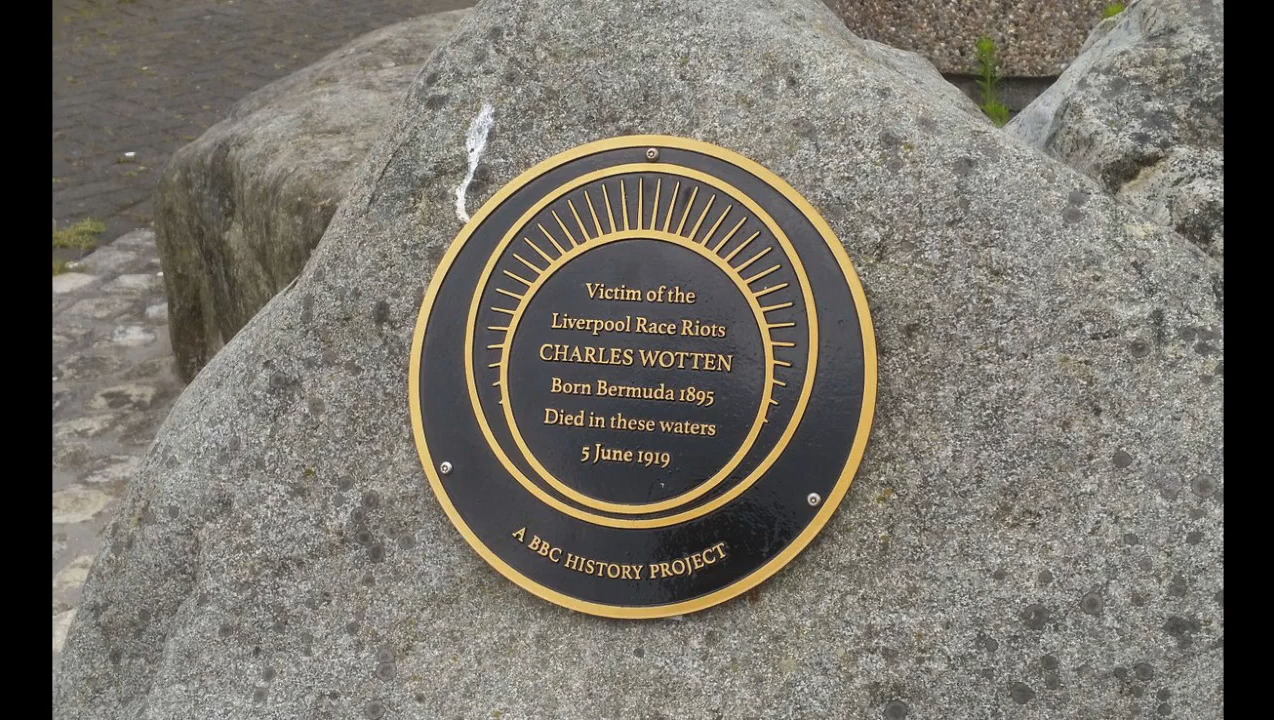 Victim of the
Liverpool Race Riots
CHARLES WOTTEN
Born Bermuda 1895
Died in these waters
5 June 1919
A BBC HISTORY PROJECT